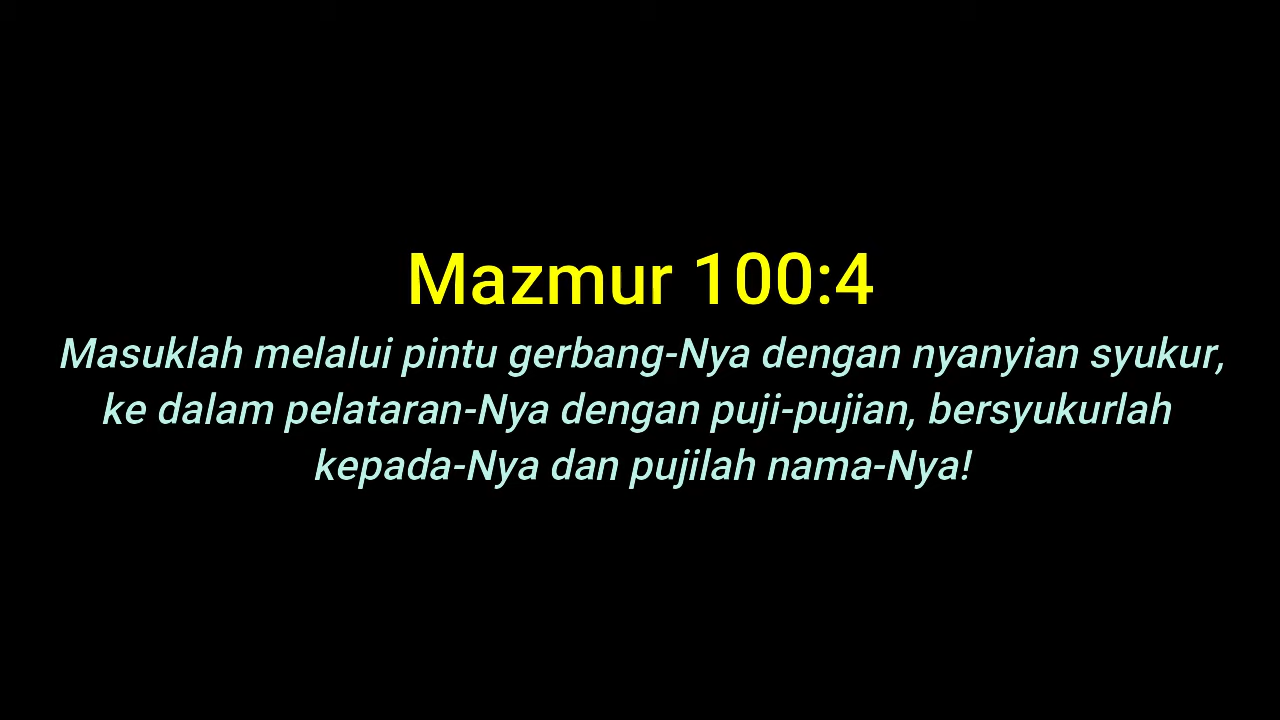 Mazmur 100:4
Masuklah melalui pintu gerbang-Nya dengan nyanyian syukur,
ke dalam pelataran-Nya dengan puji-pujian, bersyukurlah
kepada-Nya dan pujilah nama-Nya!